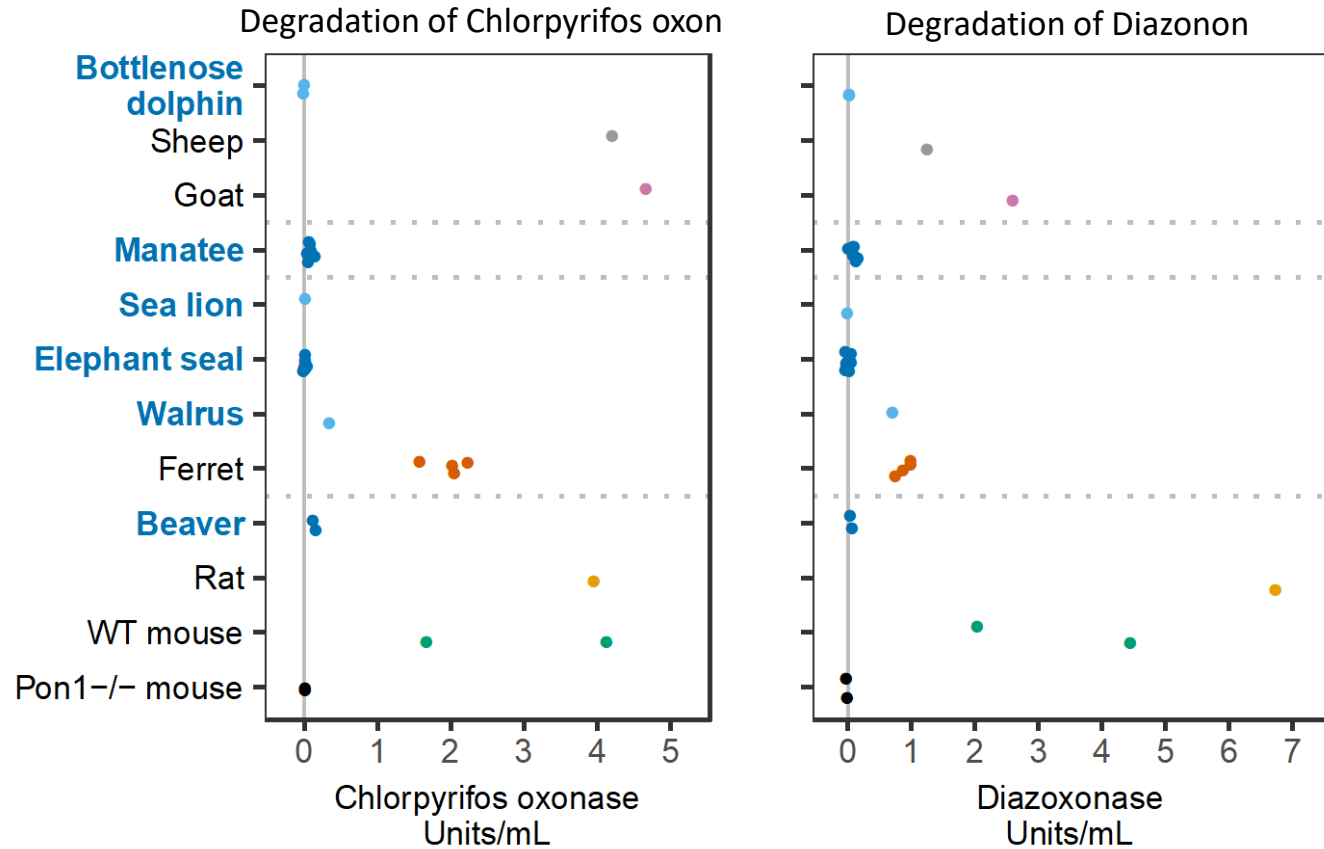 Degradation of Chlorpyrifos oxon
Degradation of Diazonon
Bottlenose
dolphin
Sheep
Goat
Manatee
Sea lion
Elephant seal
Walrus
Ferret
Beaver
Rat
WT mouse
Pon1−/− mouse
0 1 2 3 4 5
0 1 2 3 4 5 6 7
Chlorpyrifos oxonase
Units/mL
Diazoxonase
Units/mL